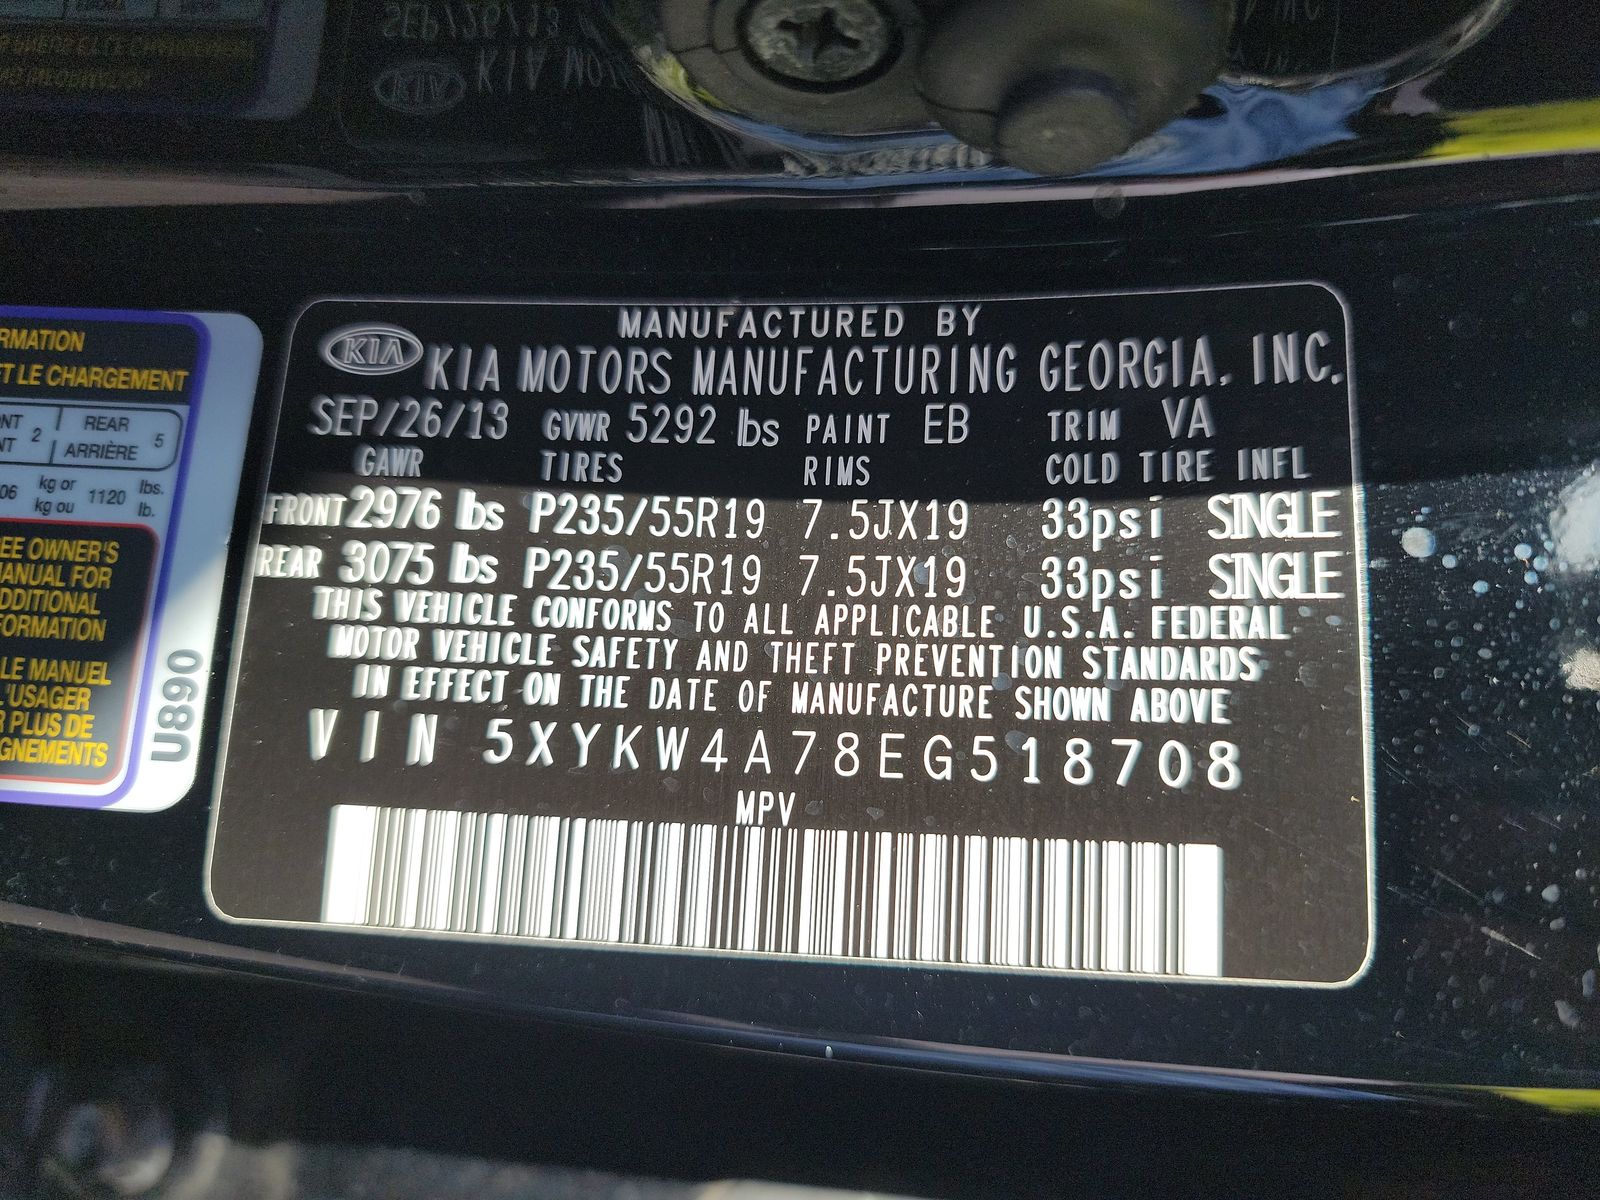 MANUFACTURED BY
KIA KIA MOTORS MANUFACTURING GEORGIA, INC.
SEP/26/13 GVWR 5292 lbs PAINT EB TRIM VA
GAWR TIRES RIMS COLD TIRE INFL
FRONT 2976 lbs P235/55R19 7.5JX19 33psi SINGLE
REAR 3075 lbs P235/55R19 7.5JX19 33psi SINGLE
THIS VEHICLE CONFORMS TO ALL APPLICABLE U.S.A. FEDERAL
MOTOR VEHICLE SAFETY AND THEFT PREVENTION STANDARDS
IN EFFECT ON THE DATE OF MANUFACTURE SHOWN ABOVE
VIN 5XYKW4A78EG518708
MPV
RMATION
ET LE CHARGEMENT
NT 2 REAR 5
NT ARRIÈRE
06 kg or 1120 lbs.
kg ou lb.
EE OWNER'S
MANUAL FOR
DDITIONAL
FORMATION
LE MANUEL
L'USAGER
R PLUS DE
GNEMENTS
U890